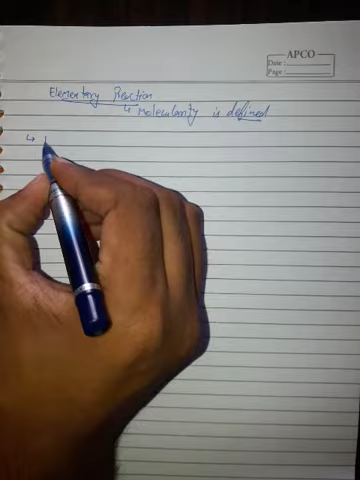 APCO
Date :
Page :
Elementary Reaction
↳ Molecularity is defined
↳